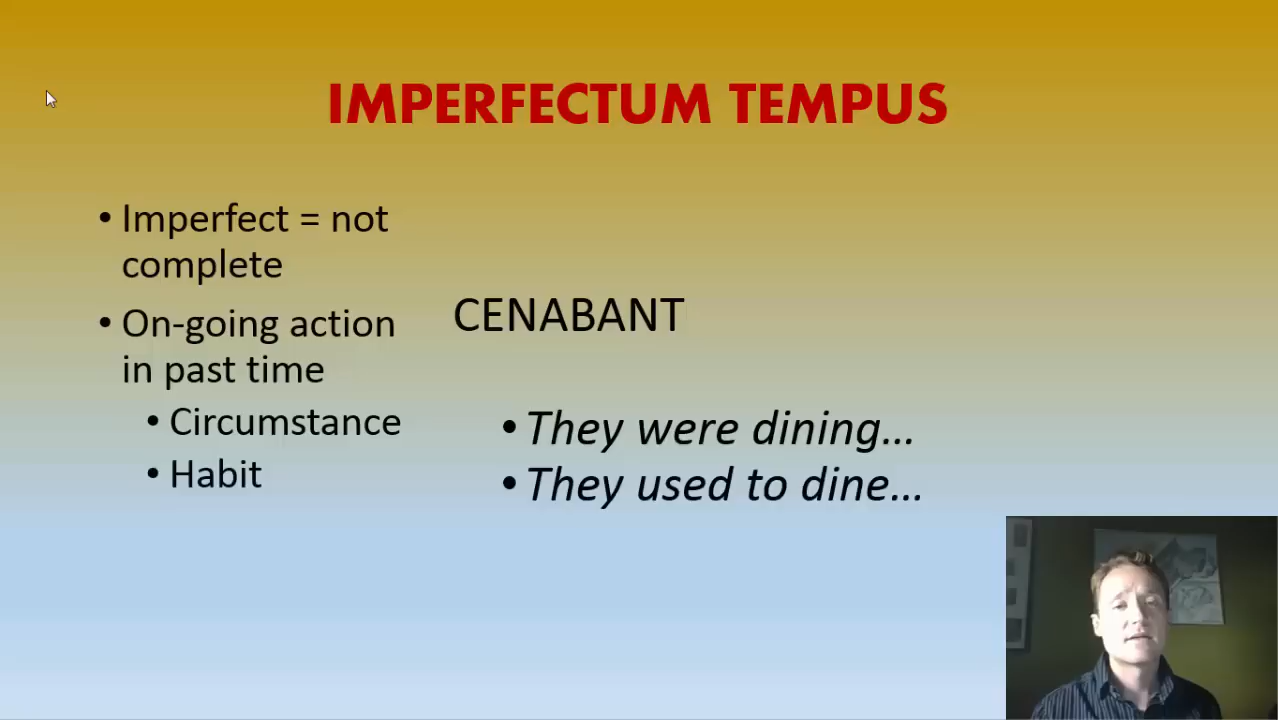 IMPERFECTUM TEMPUS
• Imperfect = not
complete
• On-going action
in past time
• Circumstance
• Habit
CENABANT
• They were dining...
• They used to dine...